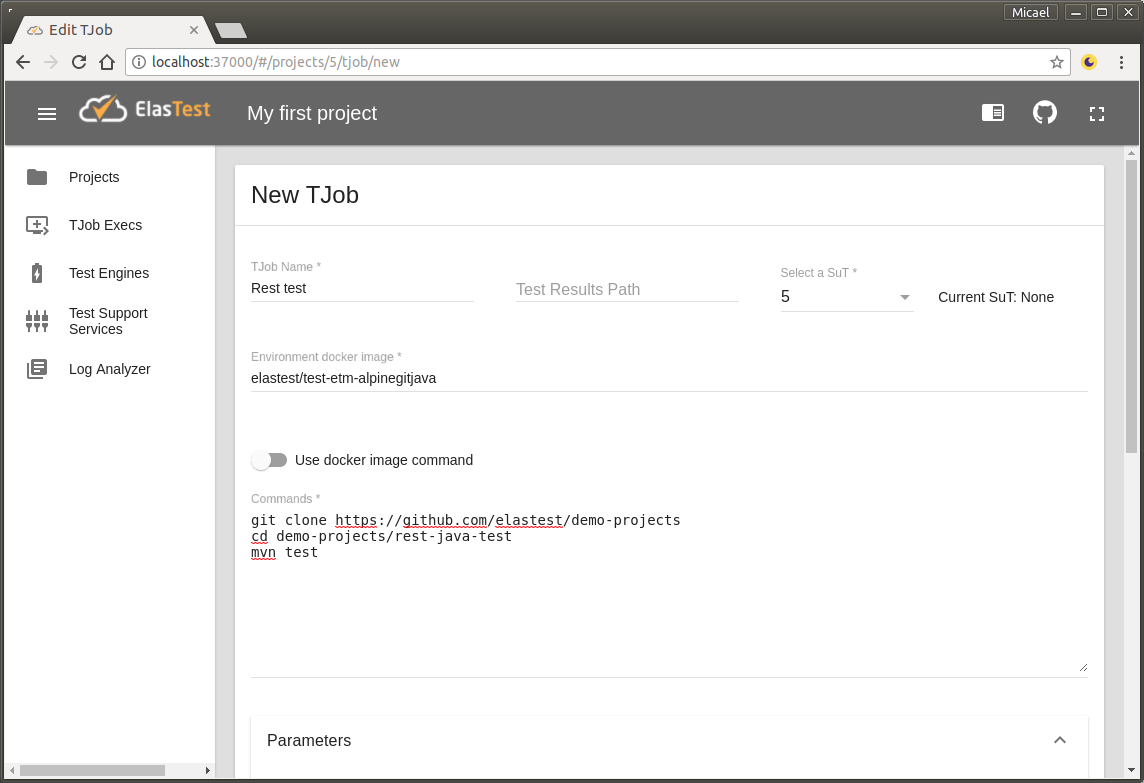 Micael
Edit TJob
localhost:37000/#/projects/5/tjob/new
ElasTest
My first project
Projects
TJob Execs
Test Engines
Test Support
Services
Log Analyzer
New TJob
TJob Name *
Rest test
Test Results Path
Select a SuT *
5
Current SuT: None
Environment docker image *
elastest/test-etm-alpinegitjava
Use docker image command
Commands *
git clone https://github.com/elastest/demo-projects
cd demo-projects/rest-java-test
mvn test
Parameters